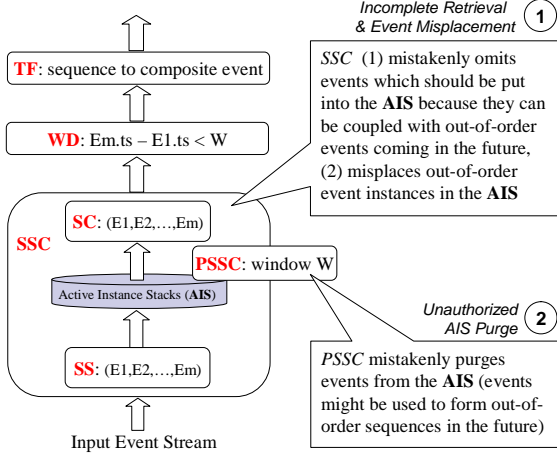 Incomplete Retrieval
& Event Misplacement
1
SSC (1) mistakenly omits
events which should be put
into the AIS because they can
be coupled with out-of-order
events coming in the future,
(2) misplaces out-of-order
event instances in the AIS
TF: sequence to composite event
WD: Em.ts – E1.ts < W
SSC
SC: (E1,E2,…,Em)
PSSC: window W
Active Instance Stacks (AIS)
SS: (E1,E2,…,Em)
Input Event Stream
Unauthorized
AIS Purge
2
PSSC mistakenly purges
events from the AIS (events
might be used to form out-of-
order sequences in the future)